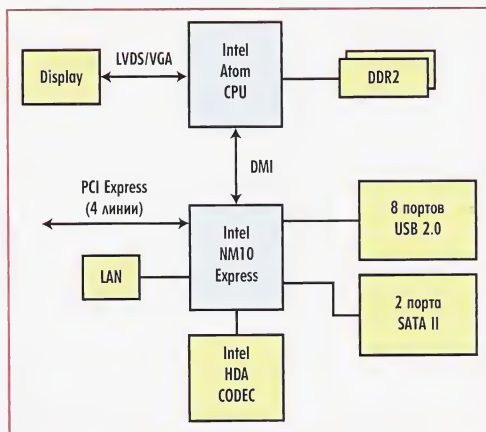 Display
LVDS/VGA
Intel
Atom
CPU
DDR2
DMI
PCI Express
(4 линии)
Intel
NM10
Express
8 портов
USB 2.0
LAN
2 порта
SATA II
Intel
HDA
CODEC